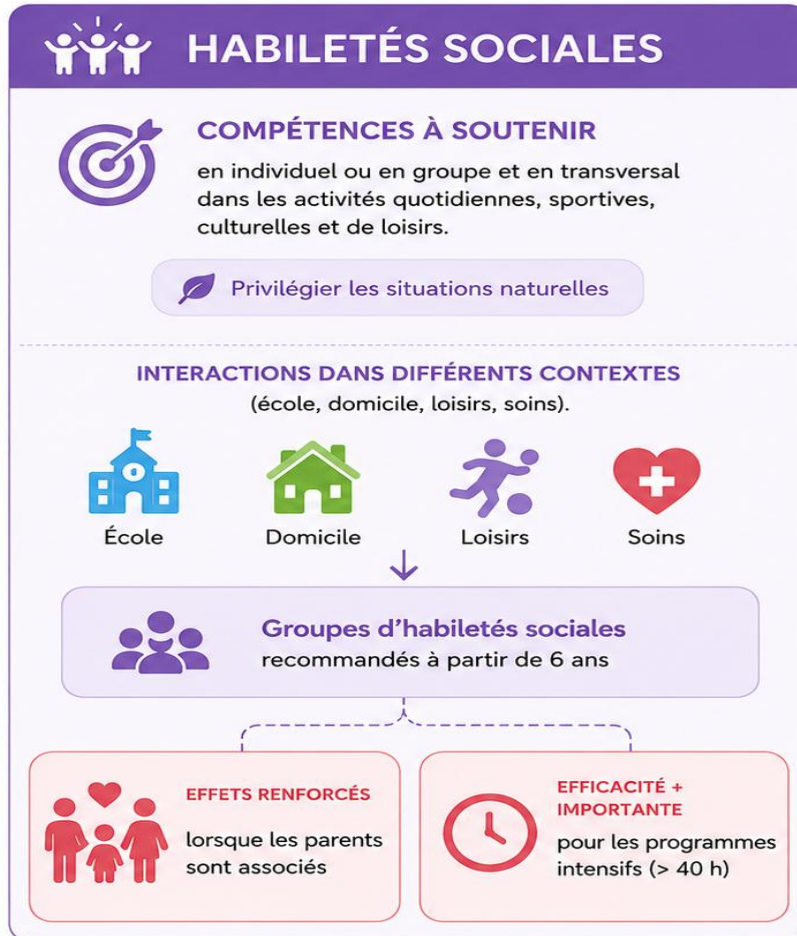 HABILETÉS SOCIALES
COMPÉTENCES À SOUTENIR
en individuel ou en groupe et en transversal
dans les activités quotidiennes, sportives,
culturelles et de loisirs.
Privilégier les situations naturelles
INTERACTIONS DANS DIFFÉRENTS CONTEXTES
(école, domicile, loisirs, soins).
École
Domicile
Loisirs
Soins
Groupes d'habiletés sociales
recommandés à partir de 6 ans
EFFETS RENFORCÉS
lorsque les parents
sont associés
EFFICACITÉ +
IMPORTANTE
pour les programmes
intensifs (> 40 h)